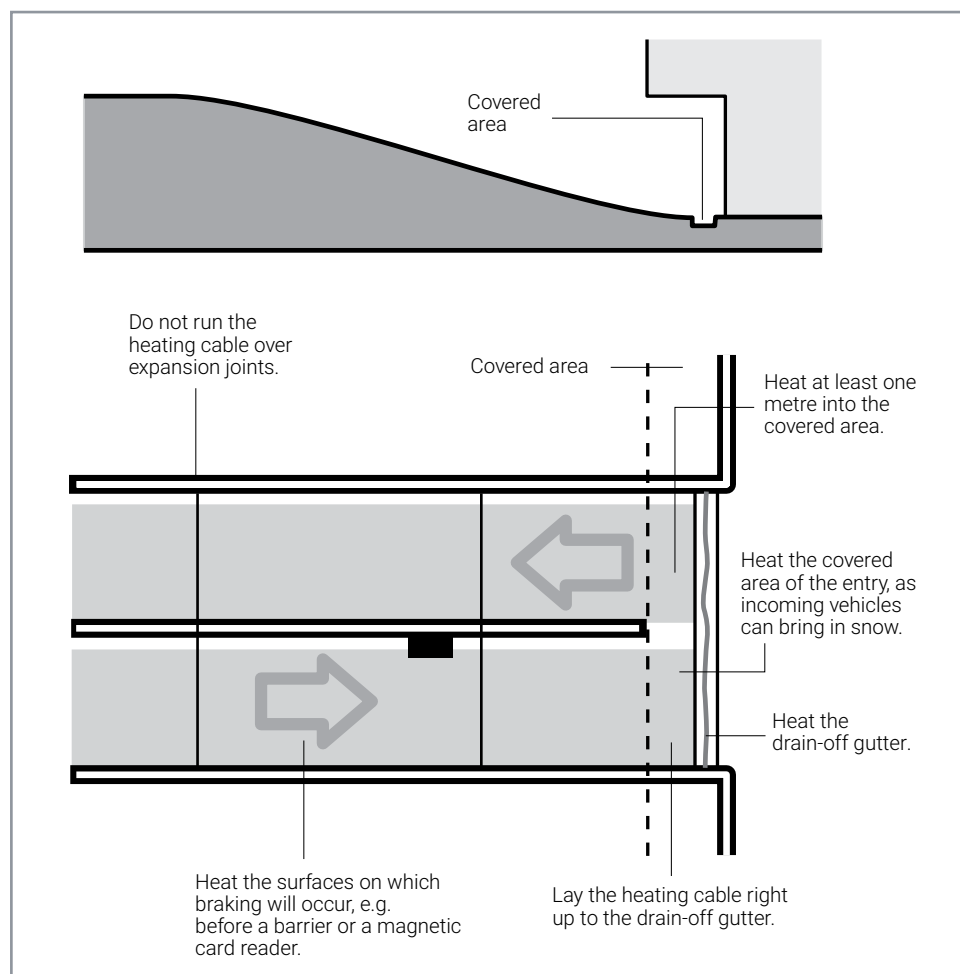 Covered
area
Do not run the
heating cable over
expansion joints.
Covered area
Heat at least one
metre into the
covered area.
Heat the covered
area of the entry, as
incoming vehicles
can bring in snow.
Heat the
drain-off gutter.
Heat the surfaces on which
braking will occur, e.g.
before a barrier or a magnetic
card reader.
Lay the heating cable right
up to the drain-off gutter.